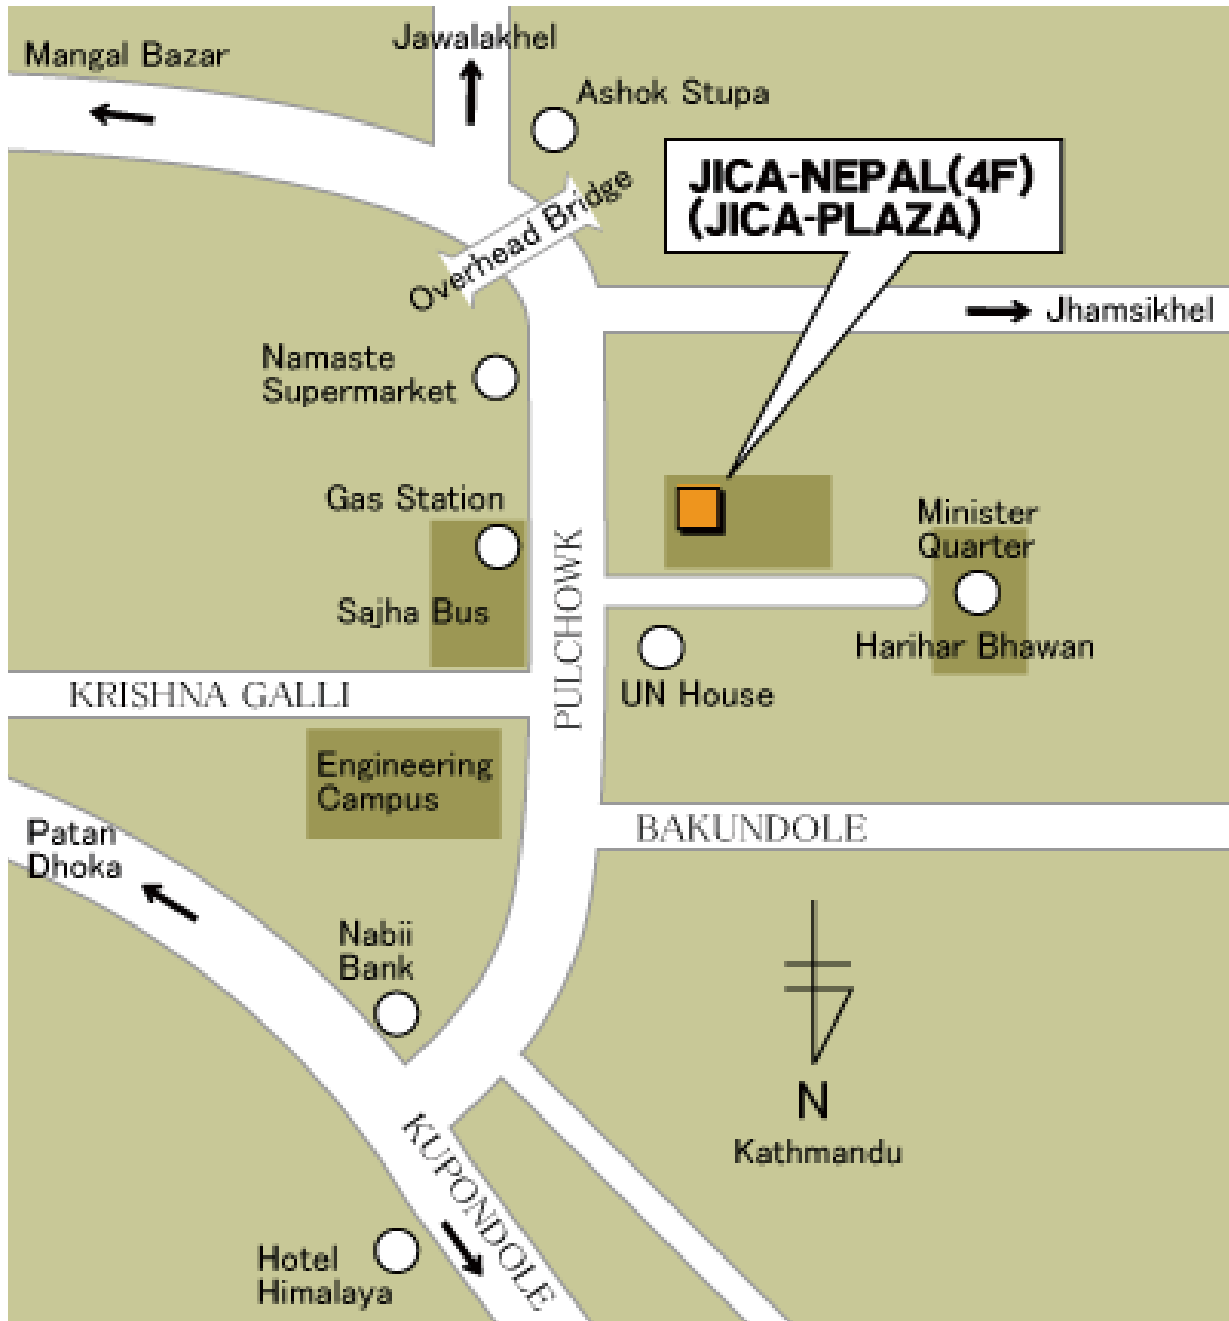 Jawalakhel
Mangal Bazar
Ashok Stupa
JICA-NEPAL(4F)
(JICA-PLAZA)
Overhead Bridge
Jhamsikhel
Namaste
Supermarket
Gas Station
Minister
Quarter
PULCHOWK
Sajha Bus
Harihar Bhawan
UN House
KRISHNA GALLI
Engineering
Campus
BAKUNDOLE
Patan
Dhoka
Nabii
Bank
N
Kathmandu
KUPONDOLE
Hotel
Himalaya